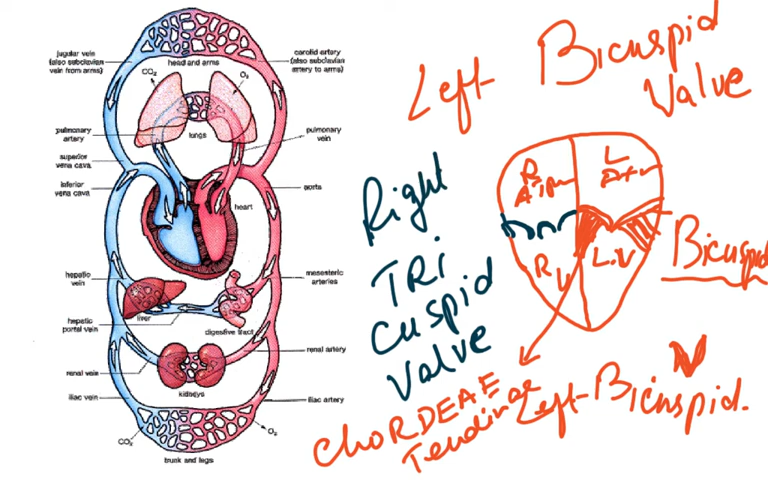 jugular vein
(also subclavian
vein from arms)
head and arms
carolid artery
(also subclavian
artery to arms)
CO₂
O₂
lungs
pulmonary
artery
pulmonary
vein
superior
vena cava
inferior
vena cava
aorta
heart
hepatic
vein
liver
mesenteric
arteries
hepatic
portal vein
digestive tract
renal artery
renal vein
kidneys
iliac vein
iliac artery
CO₂
O₂
trunk and legs
Left Bicuspid
Valve
Right
TRi
Cuspid
Valve
L
R
L.V
Bicuspid
CHORDEAE
Tendinae
Left-Bicuspid.